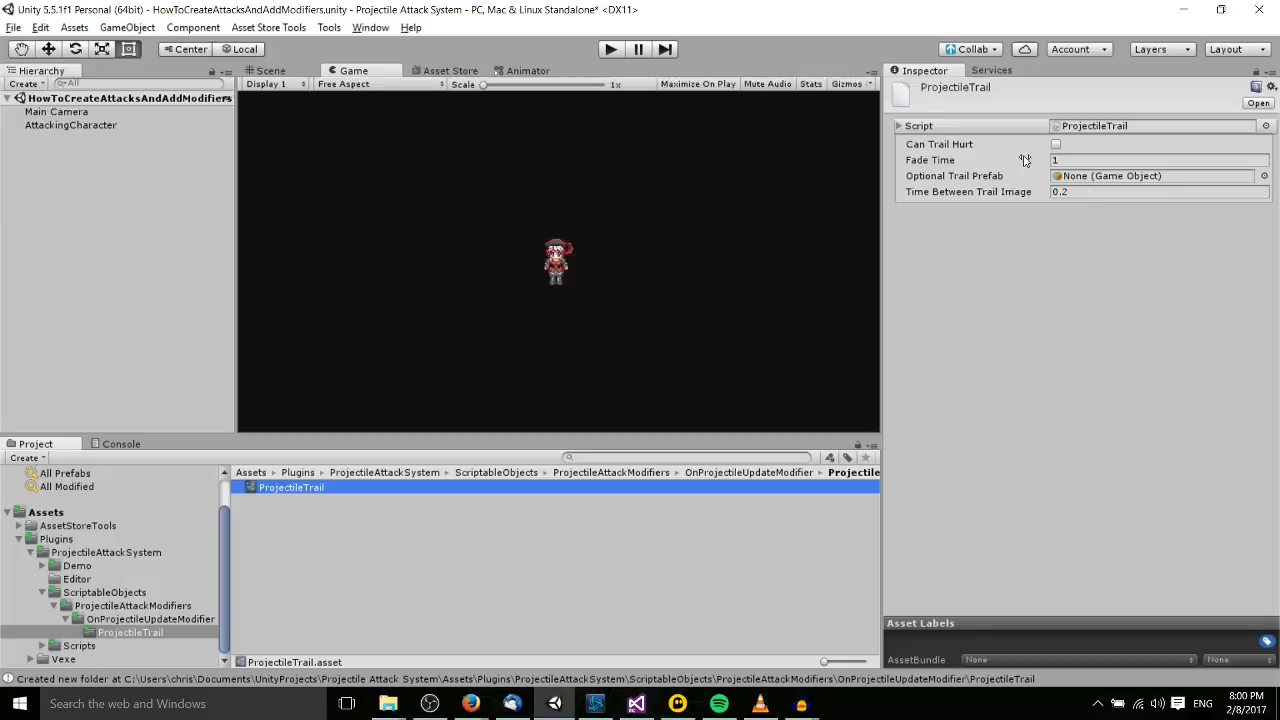 Unity 5.5.1f1 Personal (64bit) - HowToCreateAttacksAndAddModifiers.unity - Projectile Attack System - PC, Mac & Linux Standalone* <DX11>
File Edit Assets GameObject Component Asset Store Tools Tools Window Help
Center Local Collab Account Layers Layout
Hierarchy Scene Game Asset Store Animator Inspector Services
Create All Display 1 Free Aspect Scale 1x Maximize On Play Mute Audio Stats Gizmos ProjectileTrail
HowToCreateAttacksAndAddModifiers Open
Main Camera
AttackingCharacter Script ProjectileTrail
Can Trail Hurt
Fade Time 1
Optional Trail Prefab None (Game Object)
Time Between Trail Image 0.2
Project Console
Create
All Prefabs Assets Plugins ProjectileAttackSystem ScriptableObjects ProjectileAttackModifiers OnProjectileUpdateModifier Projectile
All Modified ProjectileTrail
Assets
AssetStoreTools
Plugins
ProjectileAttackSystem
Demo
Editor
ScriptableObjects
ProjectileAttackModifiers
OnProjectileUpdateModifier
ProjectileTrail
Scripts
Vexe ProjectileTrail.asset
Asset Labels
AssetBundle None None
Created new folder at C:\Users\chris\Documents\UnityProjects\Projectile Attack System\Assets\Plugins\ProjectileAttackSystem\ScriptableObjects\ProjectileAttackModifiers\OnProjectileUpdateModifier\ProjectileTrail
Search the web and Windows ENG 8:00 PM
2/8/2017